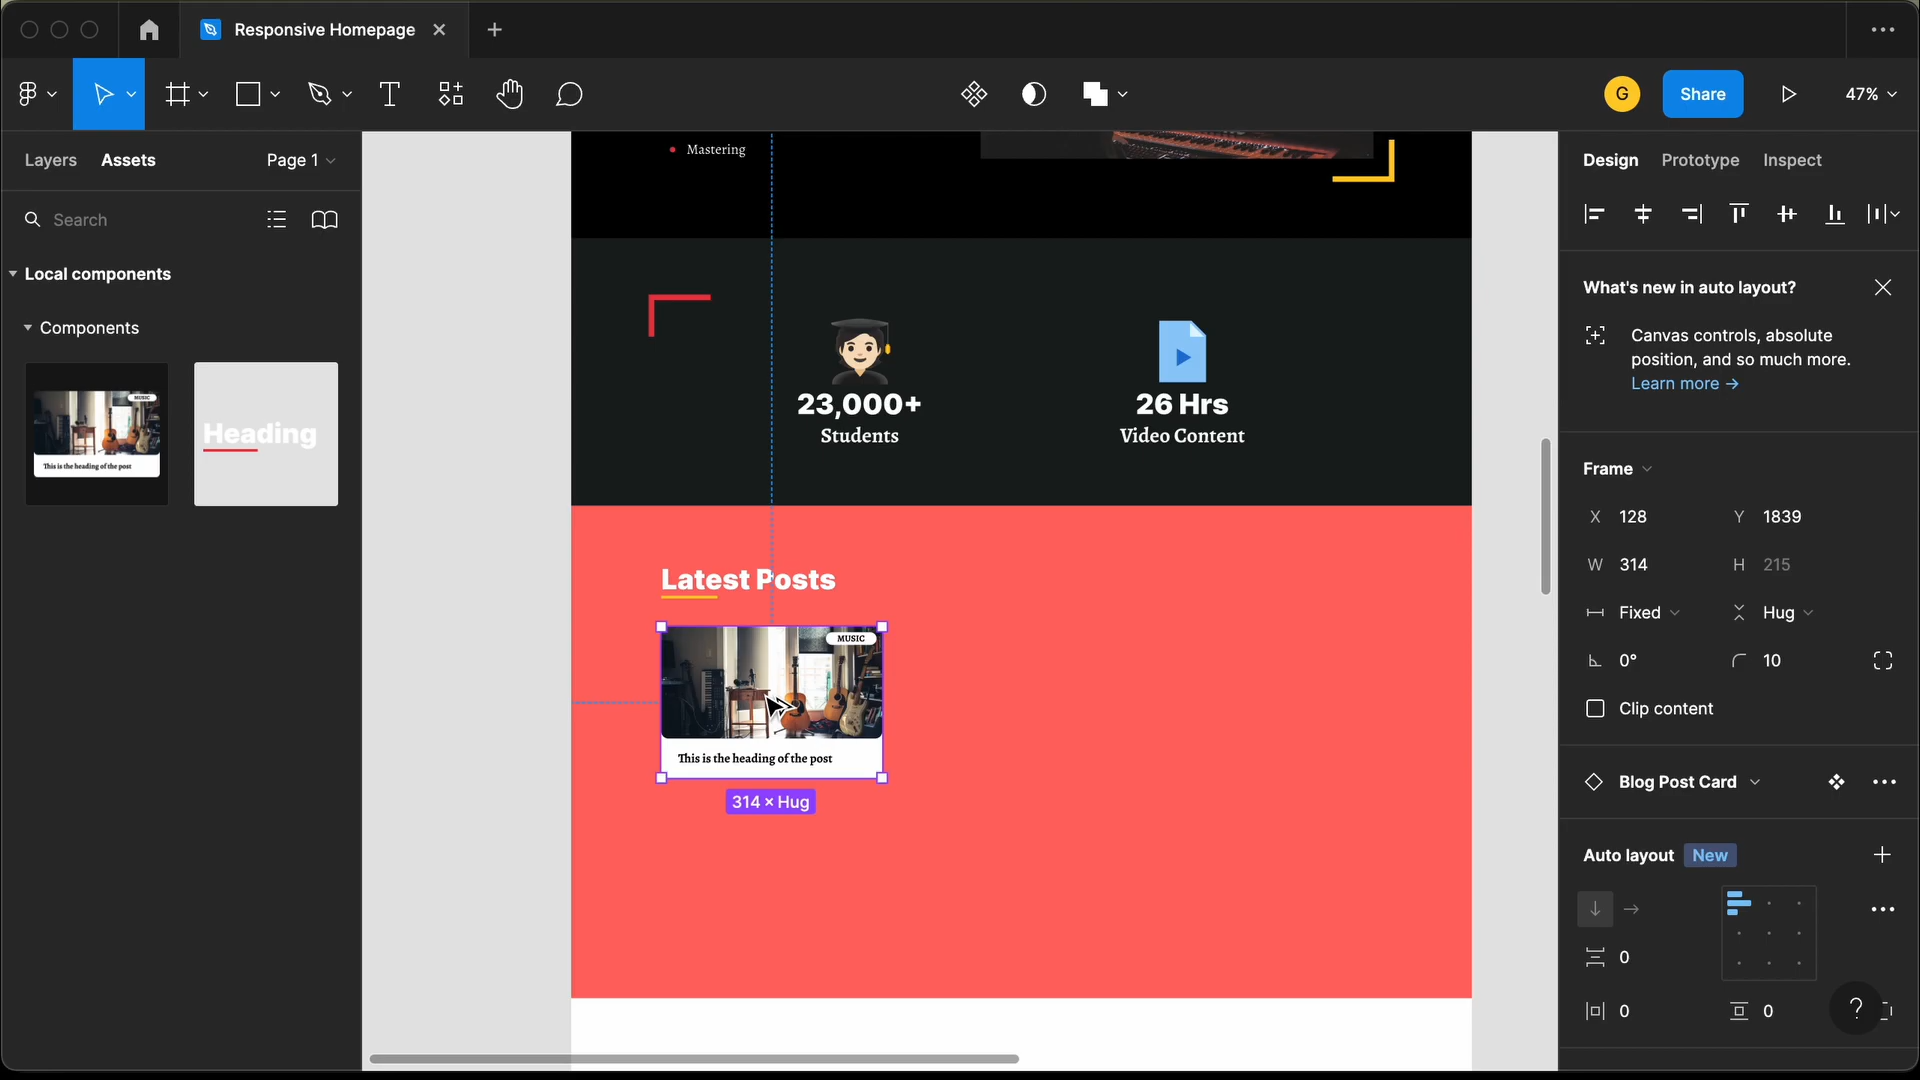 Responsive Homepage
G
Share
47%
Layers
Assets
Page 1
Search
Local components
Components
MUSIC
This is the heading of the post
Heading
Mastering
23,000+
Students
26 Hrs
Video Content
Latest Posts
MUSIC
This is the heading of the post
314 × Hug
Design
Prototype
Inspect
What's new in auto layout?
Canvas controls, absolute
position, and so much more.
Learn more →
Frame
X 128
Y 1839
W 314
H 215
Fixed
Hug
0°
10
Clip content
Blog Post Card
Auto layout New
0
0
0
?